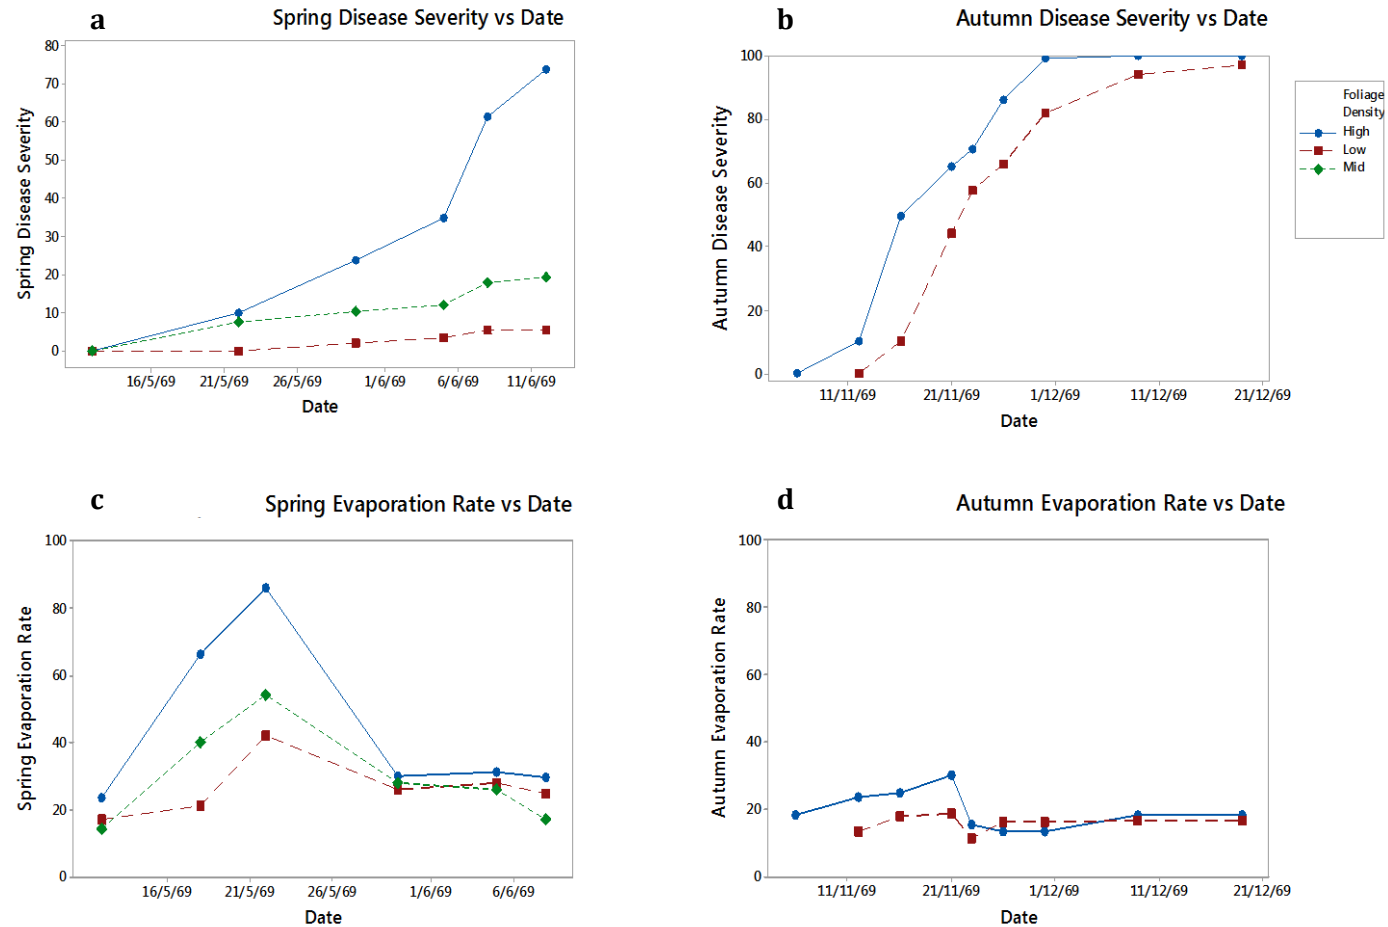 a
Spring Disease Severity vs Date
80
70
60
50
40
30
20
10
0
Spring Disease Severity
16/5/69 21/5/69 26/5/69 1/6/69 6/6/69 11/6/69
Date
b
Autumn Disease Severity vs Date
100
80
60
40
20
0
Autumn Disease Severity
11/11/69 21/11/69 1/12/69 11/12/69 21/12/69
Date
Foliage
Density
High
Low
Mid
c
Spring Evaporation Rate vs Date
100
80
60
40
20
0
Spring Evaporation Rate
16/5/69 21/5/69 26/5/69 1/6/69 6/6/69
Date
d
Autumn Evaporation Rate vs Date
100
80
60
40
20
0
Autumn Evaporation Rate
11/11/69 21/11/69 1/12/69 11/12/69 21/12/69
Date